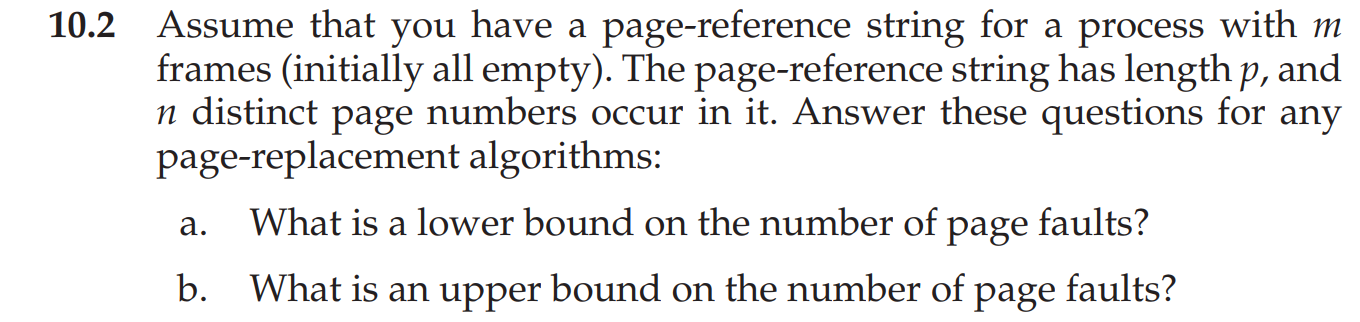 10.2 Assume that you have a page-reference string for a process with m
frames (initially all empty). The page-reference string has length p, and
n distinct page numbers occur in it. Answer these questions for any
page-replacement algorithms:
a. What is a lower bound on the number of page faults?
b. What is an upper bound on the number of page faults?